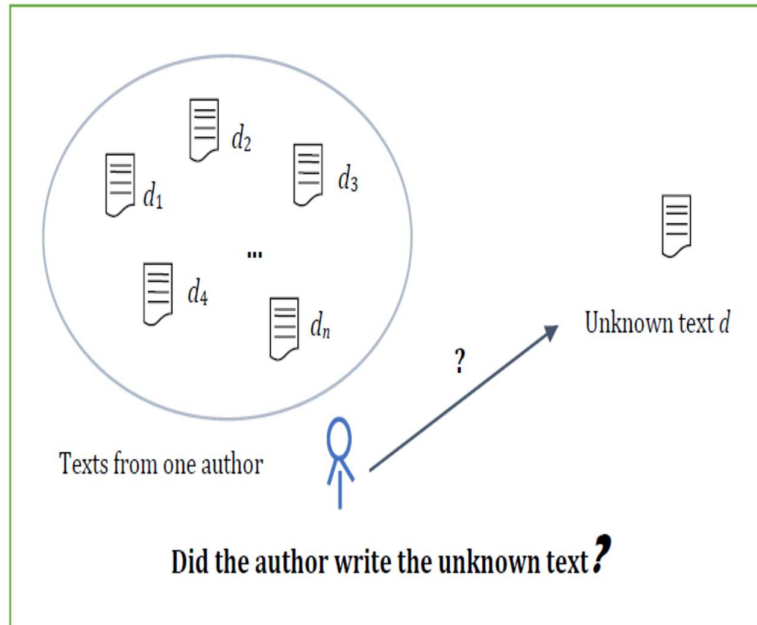 d₂
d₁
d₃
...
d₄
dₙ
Unknown text d
?
Texts from one author
Did the author write the unknown text?